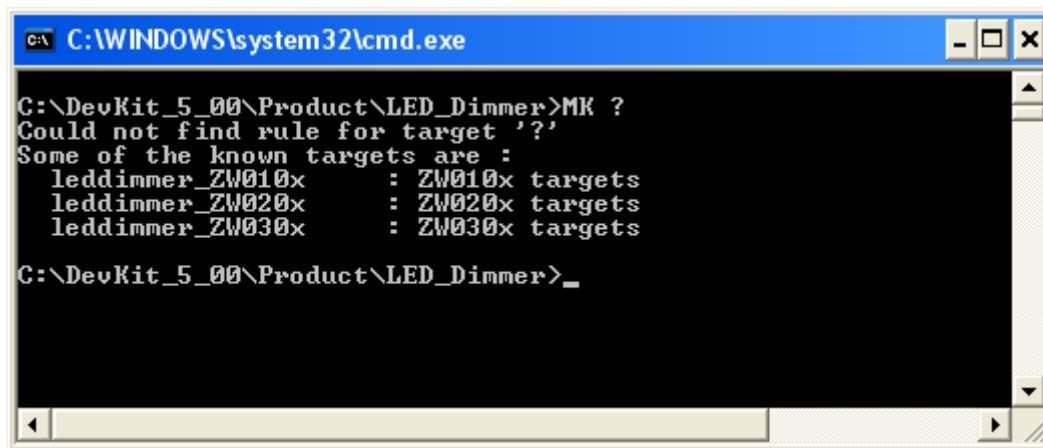 C:\WINDOWS\system32\cmd.exe
C:\DevKit_5_00\Product\LED_Dimmer>MK ?
Could not find rule for target '?'
Some of the known targets are :
leddimmer_ZW010x : ZW010x targets
leddimmer_ZW020x : ZW020x targets
leddimmer_ZW030x : ZW030x targets
C:\DevKit_5_00\Product\LED_Dimmer>_